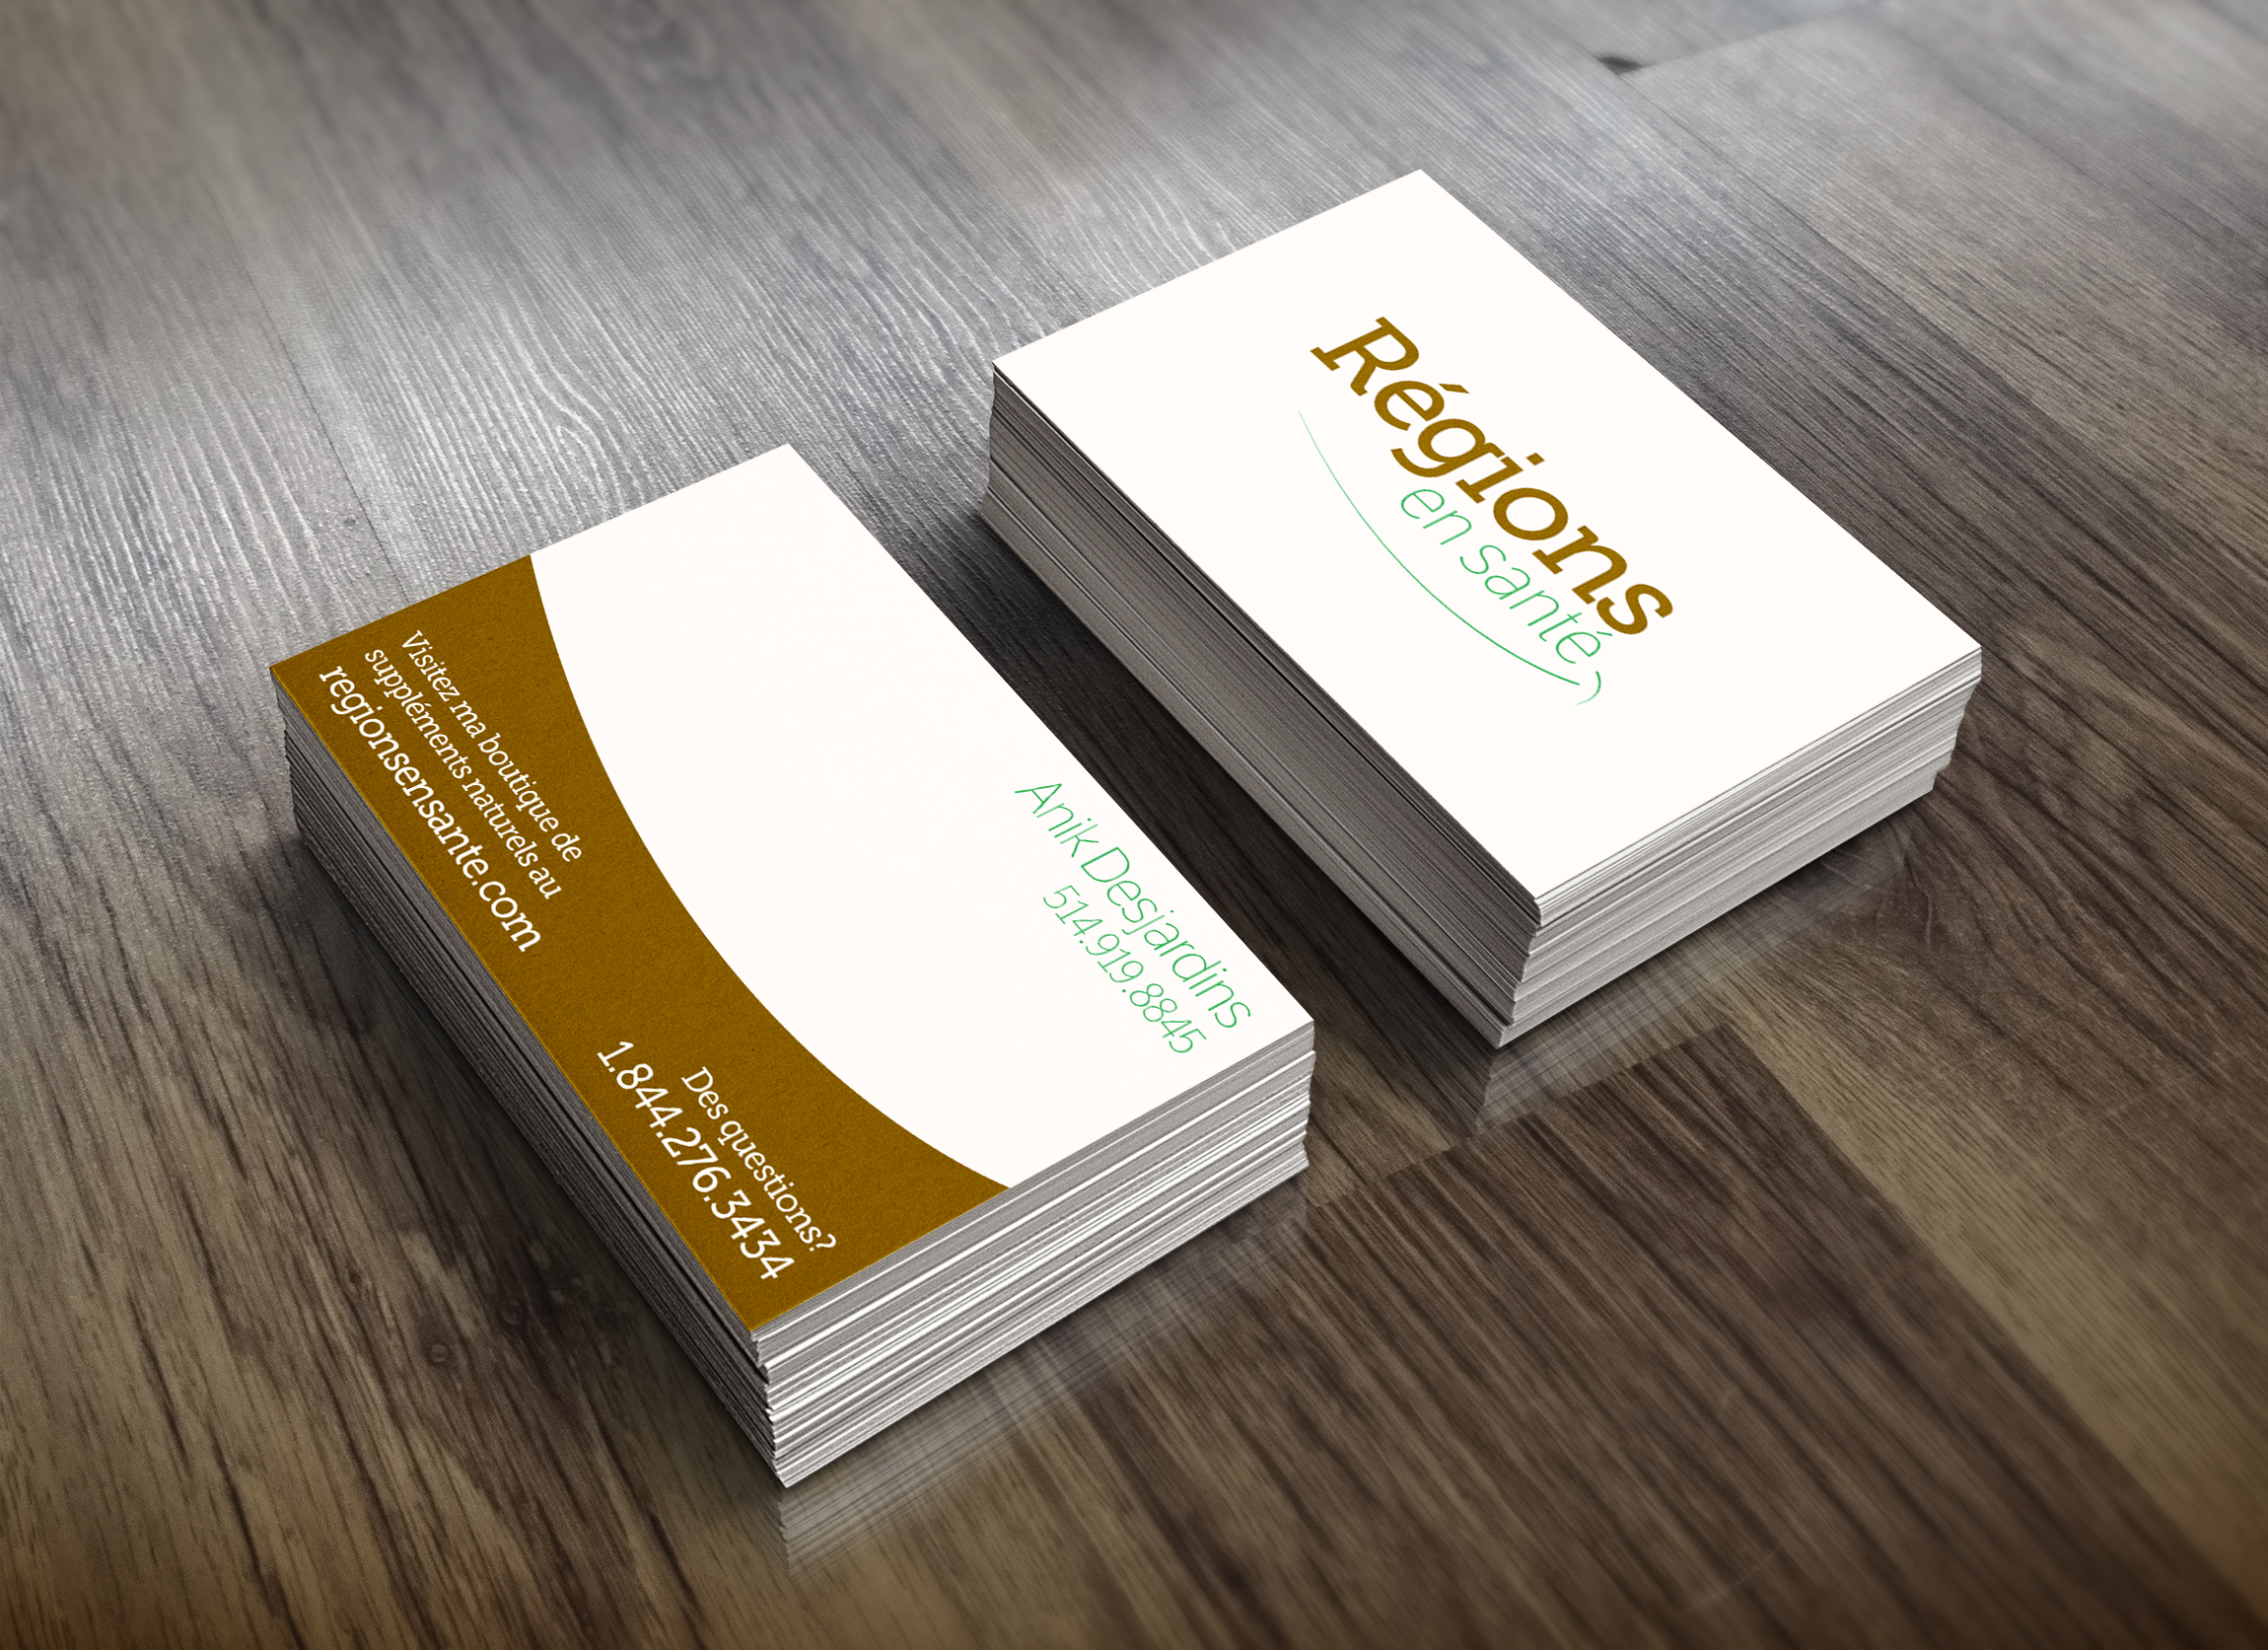 Régions
en santé
Anik Desjardins
514.919.8845
Visitez ma boutique de
suppléments naturels au
regionsensante.com
Des questions?
1.844.276.3434